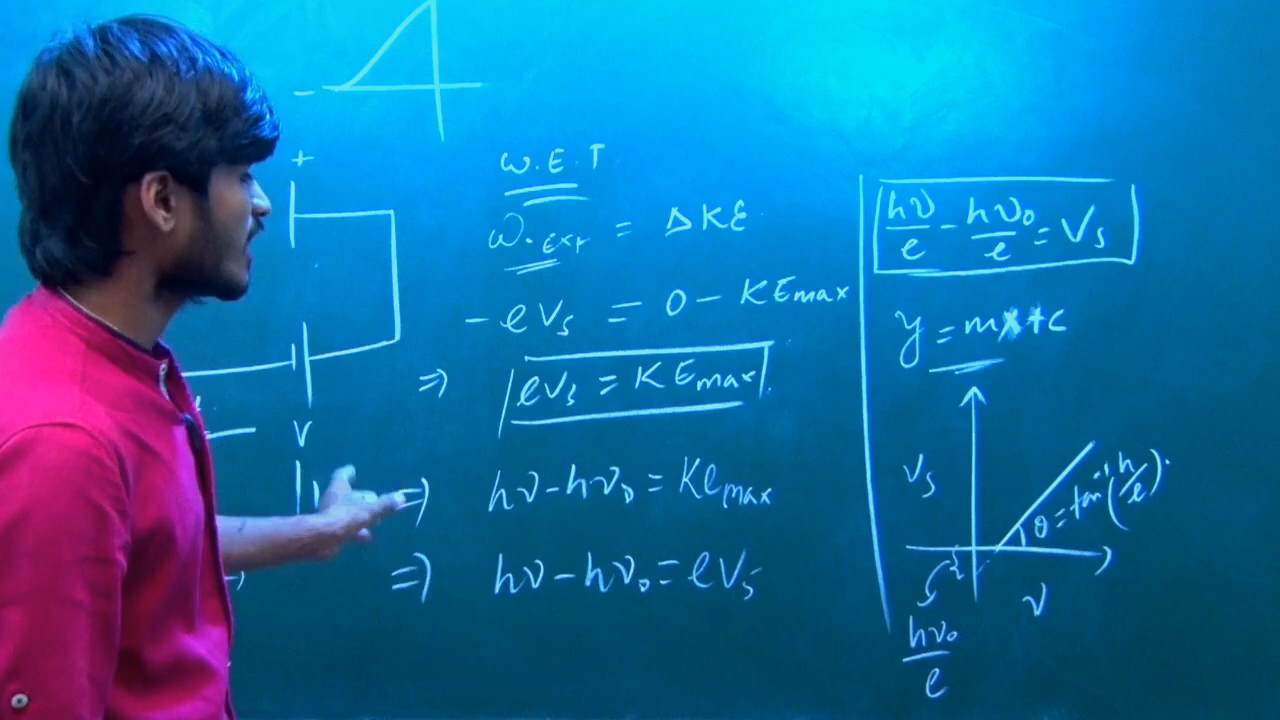 -
+
V
W.E.T
W.Ext = ΔKE
-eVs = 0 - KEmax
⇒ eVs = KEmax
⇒ hν - hν₀ = Kemax
⇒ hν - hν₀ = eVs
hν/e - hν₀/e = Vs
y = mx + c
Vs
θ = tan⁻¹(h/e)
ν
hν₀/e